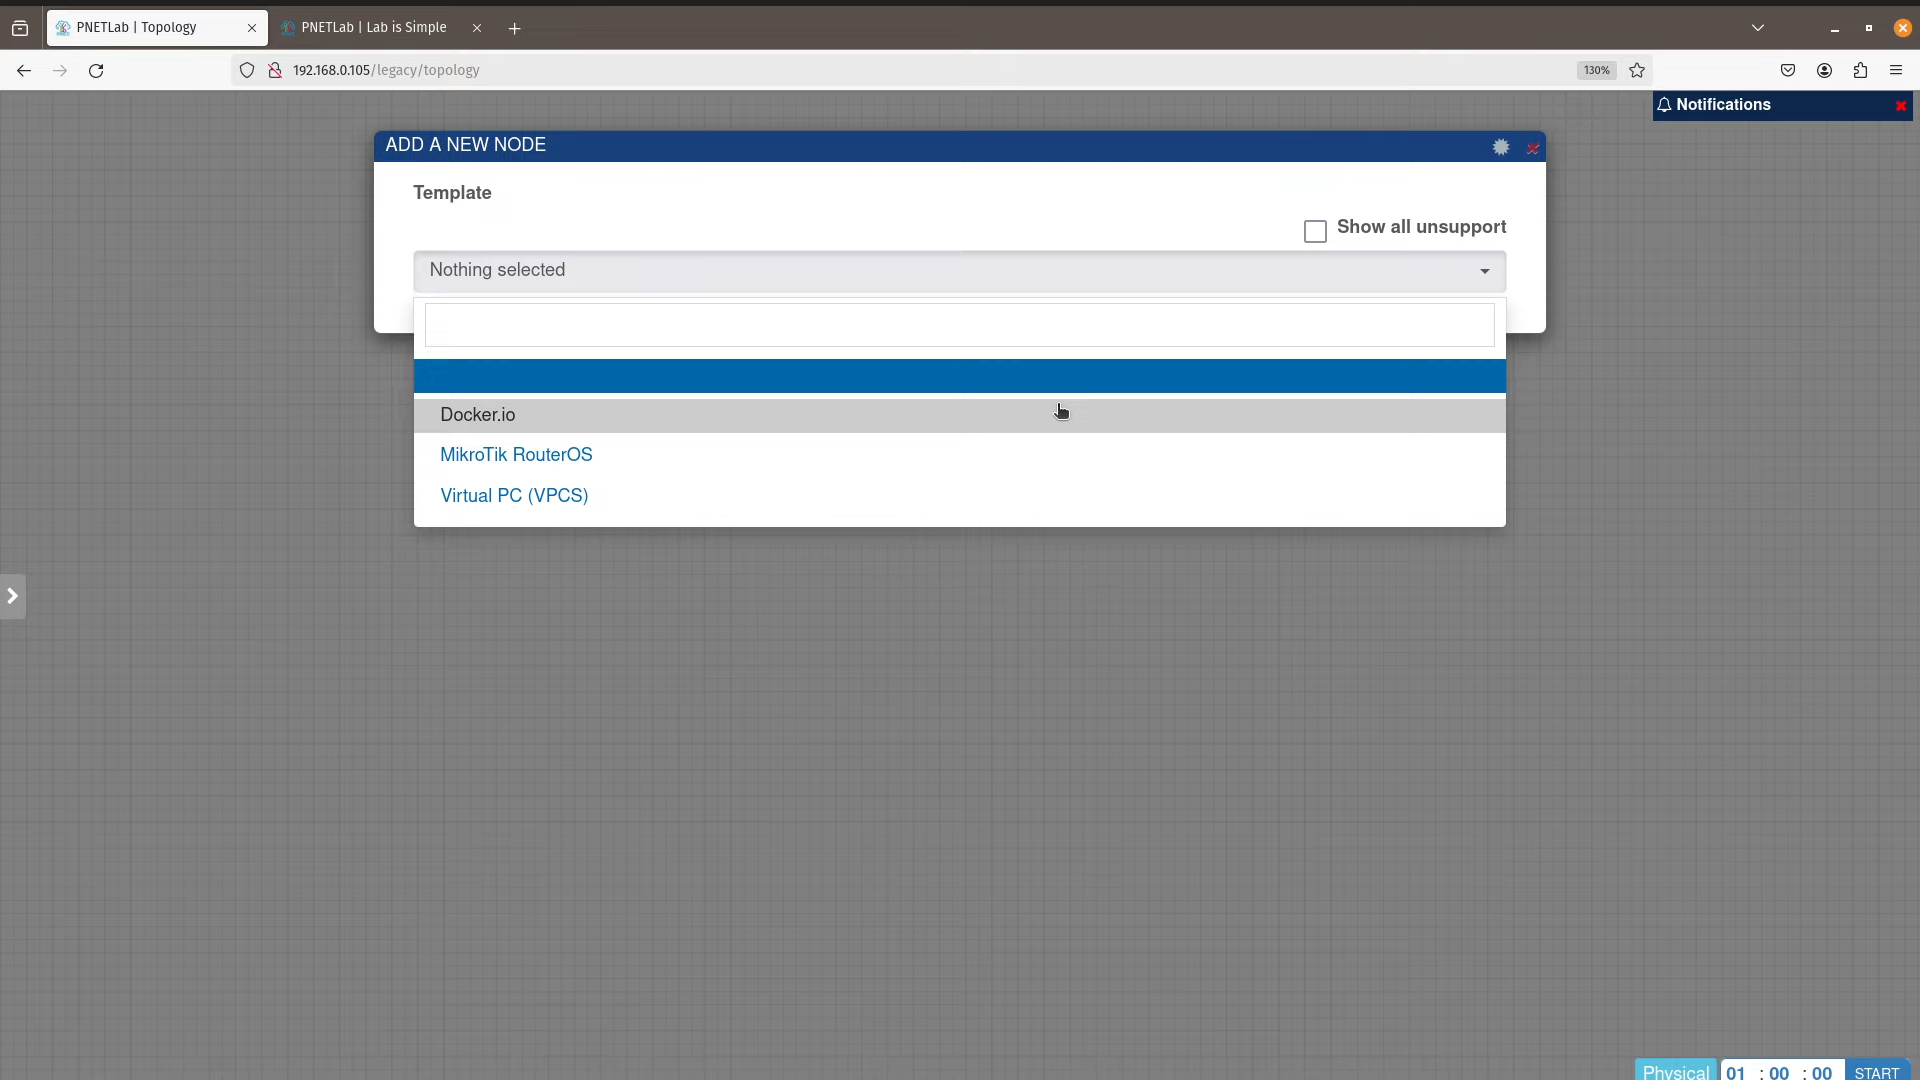 PNETLab | Topology
PNETLab | Lab is Simple
192.168.0.105/legacy/topology
130%
Notifications
ADD A NEW NODE
Template
Show all unsupport
Nothing selected
Docker.io
MikroTik RouterOS
Virtual PC (VPCS)
Physical 01 : 00 : 00 START